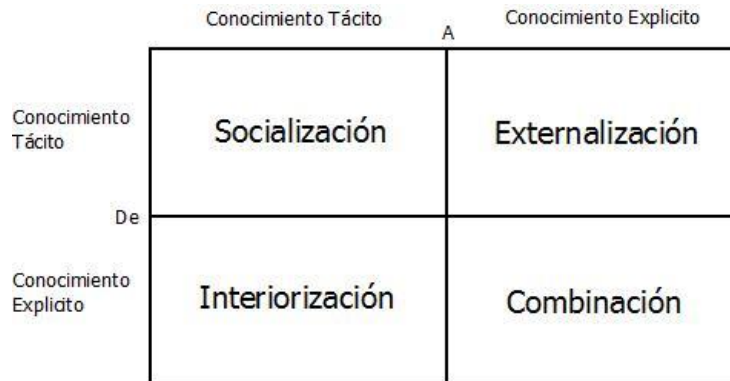 Conocimiento Tácito
A
Conocimiento Explicito
Conocimiento
Tácito
Socialización
Externalización
De
Conocimiento
Explicito
Interiorización
Combinación